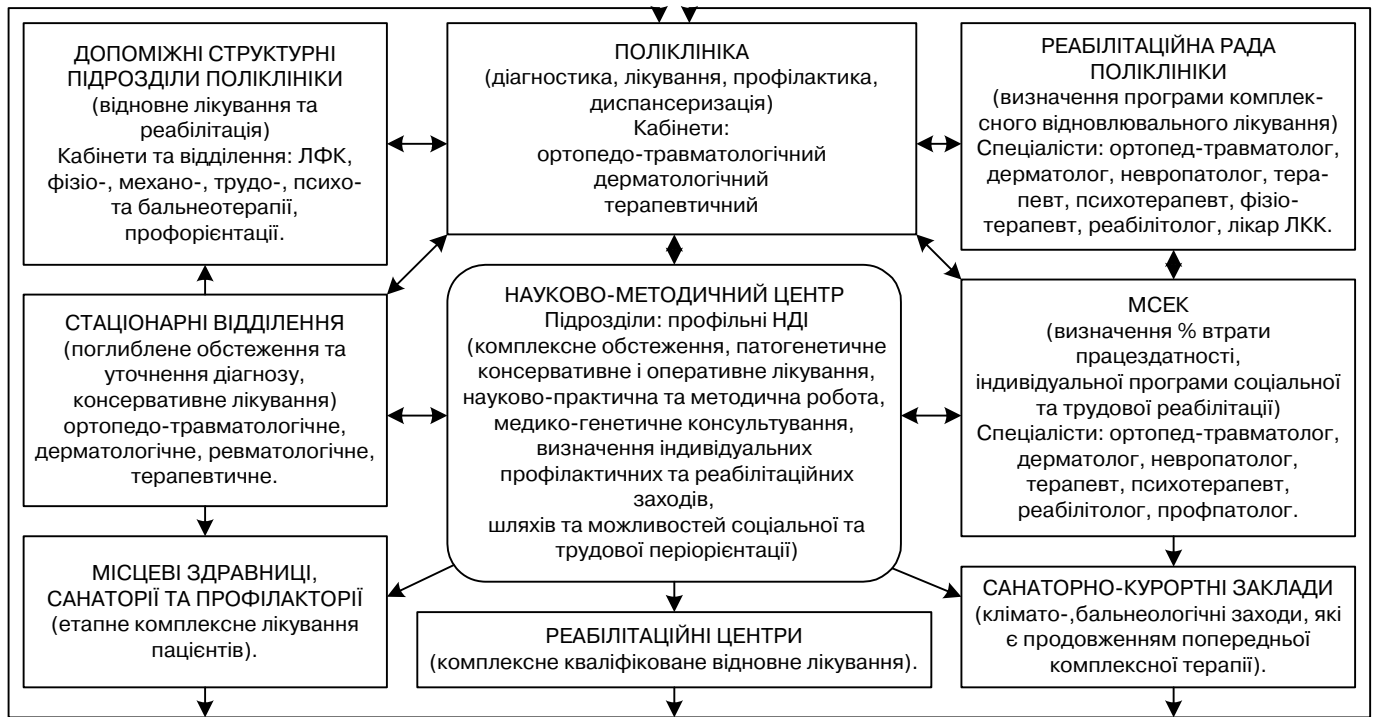 ДОПОМІЖНІ СТРУКТУРНІ
ПІДРОЗДІЛИ ПОЛІКЛІНІКИ
(відновне лікування та
реабілітація)
Кабінети та відділення: ЛФК,
фізіо-, механо-, трудо-, психо-
та бальнеотерапії,
профорієнтації.
ПОЛІКЛІНІКА
(діагностика, лікування, профілактика,
диспансеризація)
Кабінети:
ортопедо-травматологічний
дерматологічний
терапевтичний
РЕАБІЛІТАЦІЙНА РАДА
ПОЛІКЛІНІКИ
(визначення програми комплек-
сного відновлювального лікування)
Спеціалісти: ортопед-травматолог,
дерматолог, невропатолог, тера-
певт, психотерапевт, фізіо-
терапевт, реабілітолог, лікар ЛКК.
СТАЦІОНАРНІ ВІДДІЛЕННЯ
(поглиблене обстеження та
уточнення діагнозу,
консервативне лікування)
ортопедо-травматологічне,
дерматологічне, ревматологічне,
терапевтичне.
НАУКОВО-МЕТОДИЧНИЙ ЦЕНТР
Підрозділи: профільні НДІ
(комплексне обстеження, патогенетичне
консервативне і оперативне лікування,
науково-практична та методична робота,
медико-генетичне консультування,
визначення індивідуальних
профілактичних та реабілітаційних
заходів,
шляхів та можливостей соціальної та
трудової періорієнтації)
МСЕК
(визначення % втрати
працездатності,
індивідуальної програми соціальної
та трудової реабілітації)
Спеціалісти: ортопед-травматолог,
дерматолог, невропатолог,
терапевт, психотерапевт,
реабілітолог, профпатолог.
МІСЦЕВІ ЗДРАВНИЦІ,
САНАТОРІЇ ТА ПРОФІЛАКТОРІЇ
(етапне комплексне лікування
пацієнтів).
РЕАБІЛІТАЦІЙНІ ЦЕНТРИ
(комплексне кваліфіковане відновне лікування).
САНАТОРНО-КУРОРТНІ ЗАКЛАДИ
(клімато-,бальнеологічні заходи, які
є продовженням попередньої
комплексної терапії).